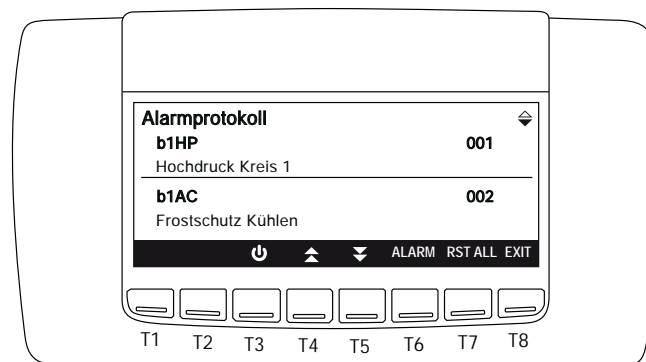 Alarmprotokoll
b1HP 001
Hochdruck Kreis 1
b1AC 002
Frostschutz Kühlen
ALARM RST ALL EXIT
T1 T2 T3 T4 T5 T6 T7 T8